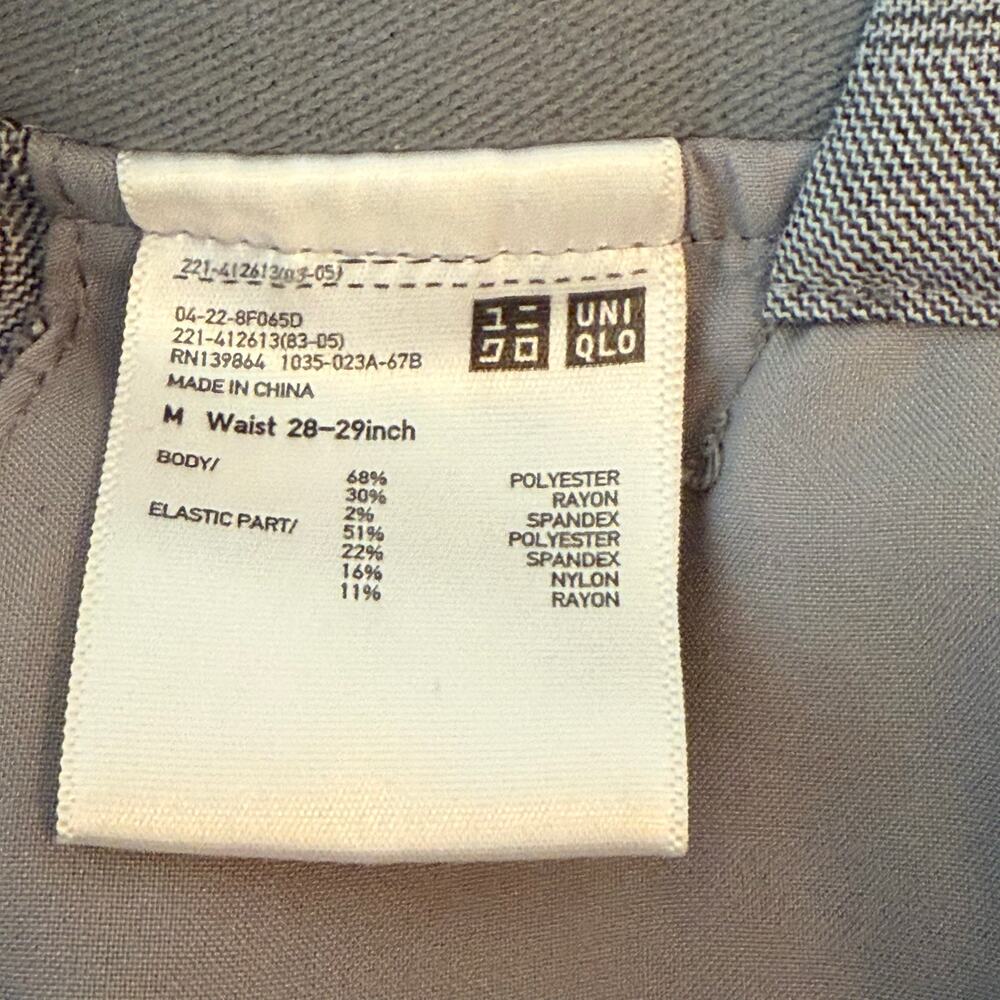 221-412613(83-05)
04-22-8F065D
221-412613(83-05)
RN139864 1035-023A-67B
MADE IN CHINA
ユニ
クロ
UNI
QLO
M Waist 28-29inch
BODY/
68% POLYESTER
30% RAYON
2% SPANDEX
ELASTIC PART/
51% POLYESTER
22% SPANDEX
16% NYLON
11% RAYON